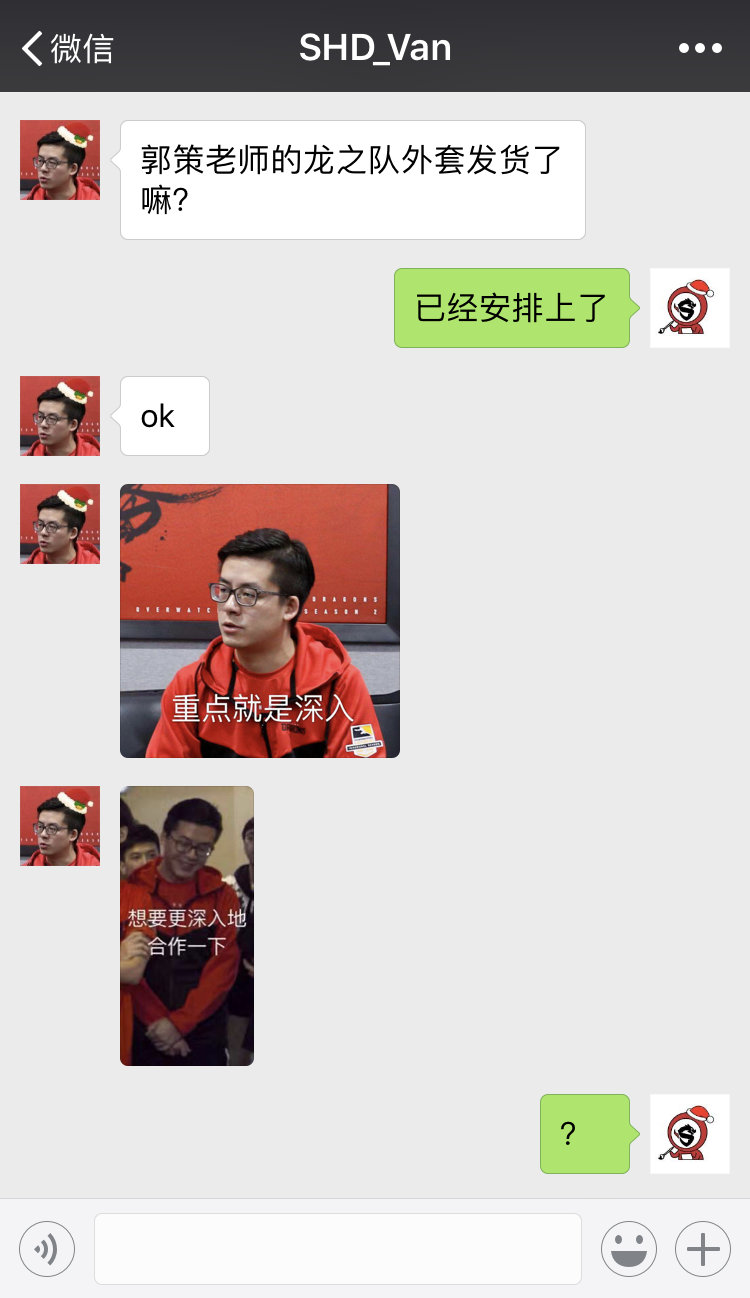 微信
SHD_Van
郭策老师的龙之队外套发货了
嘛?
已经安排上了
ok
DRAGONS
OVERWATC
SEASON 2
重点就是深入
想要更深入地
合作一下
?